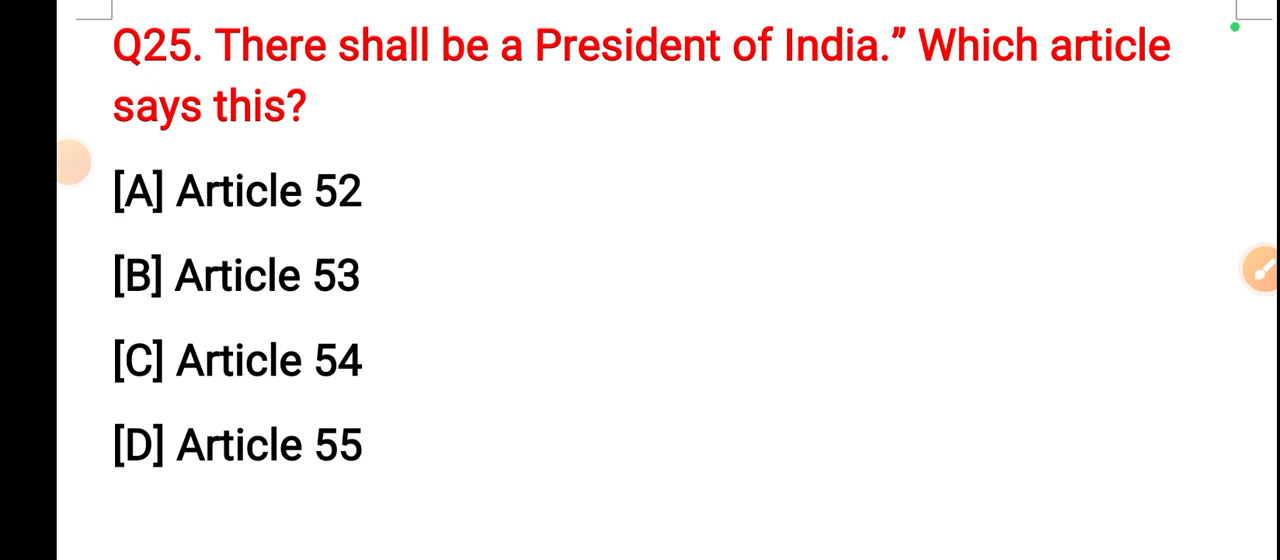 Q25. There shall be a President of India.” Which article
says this?
[A] Article 52
[B] Article 53
[C] Article 54
[D] Article 55